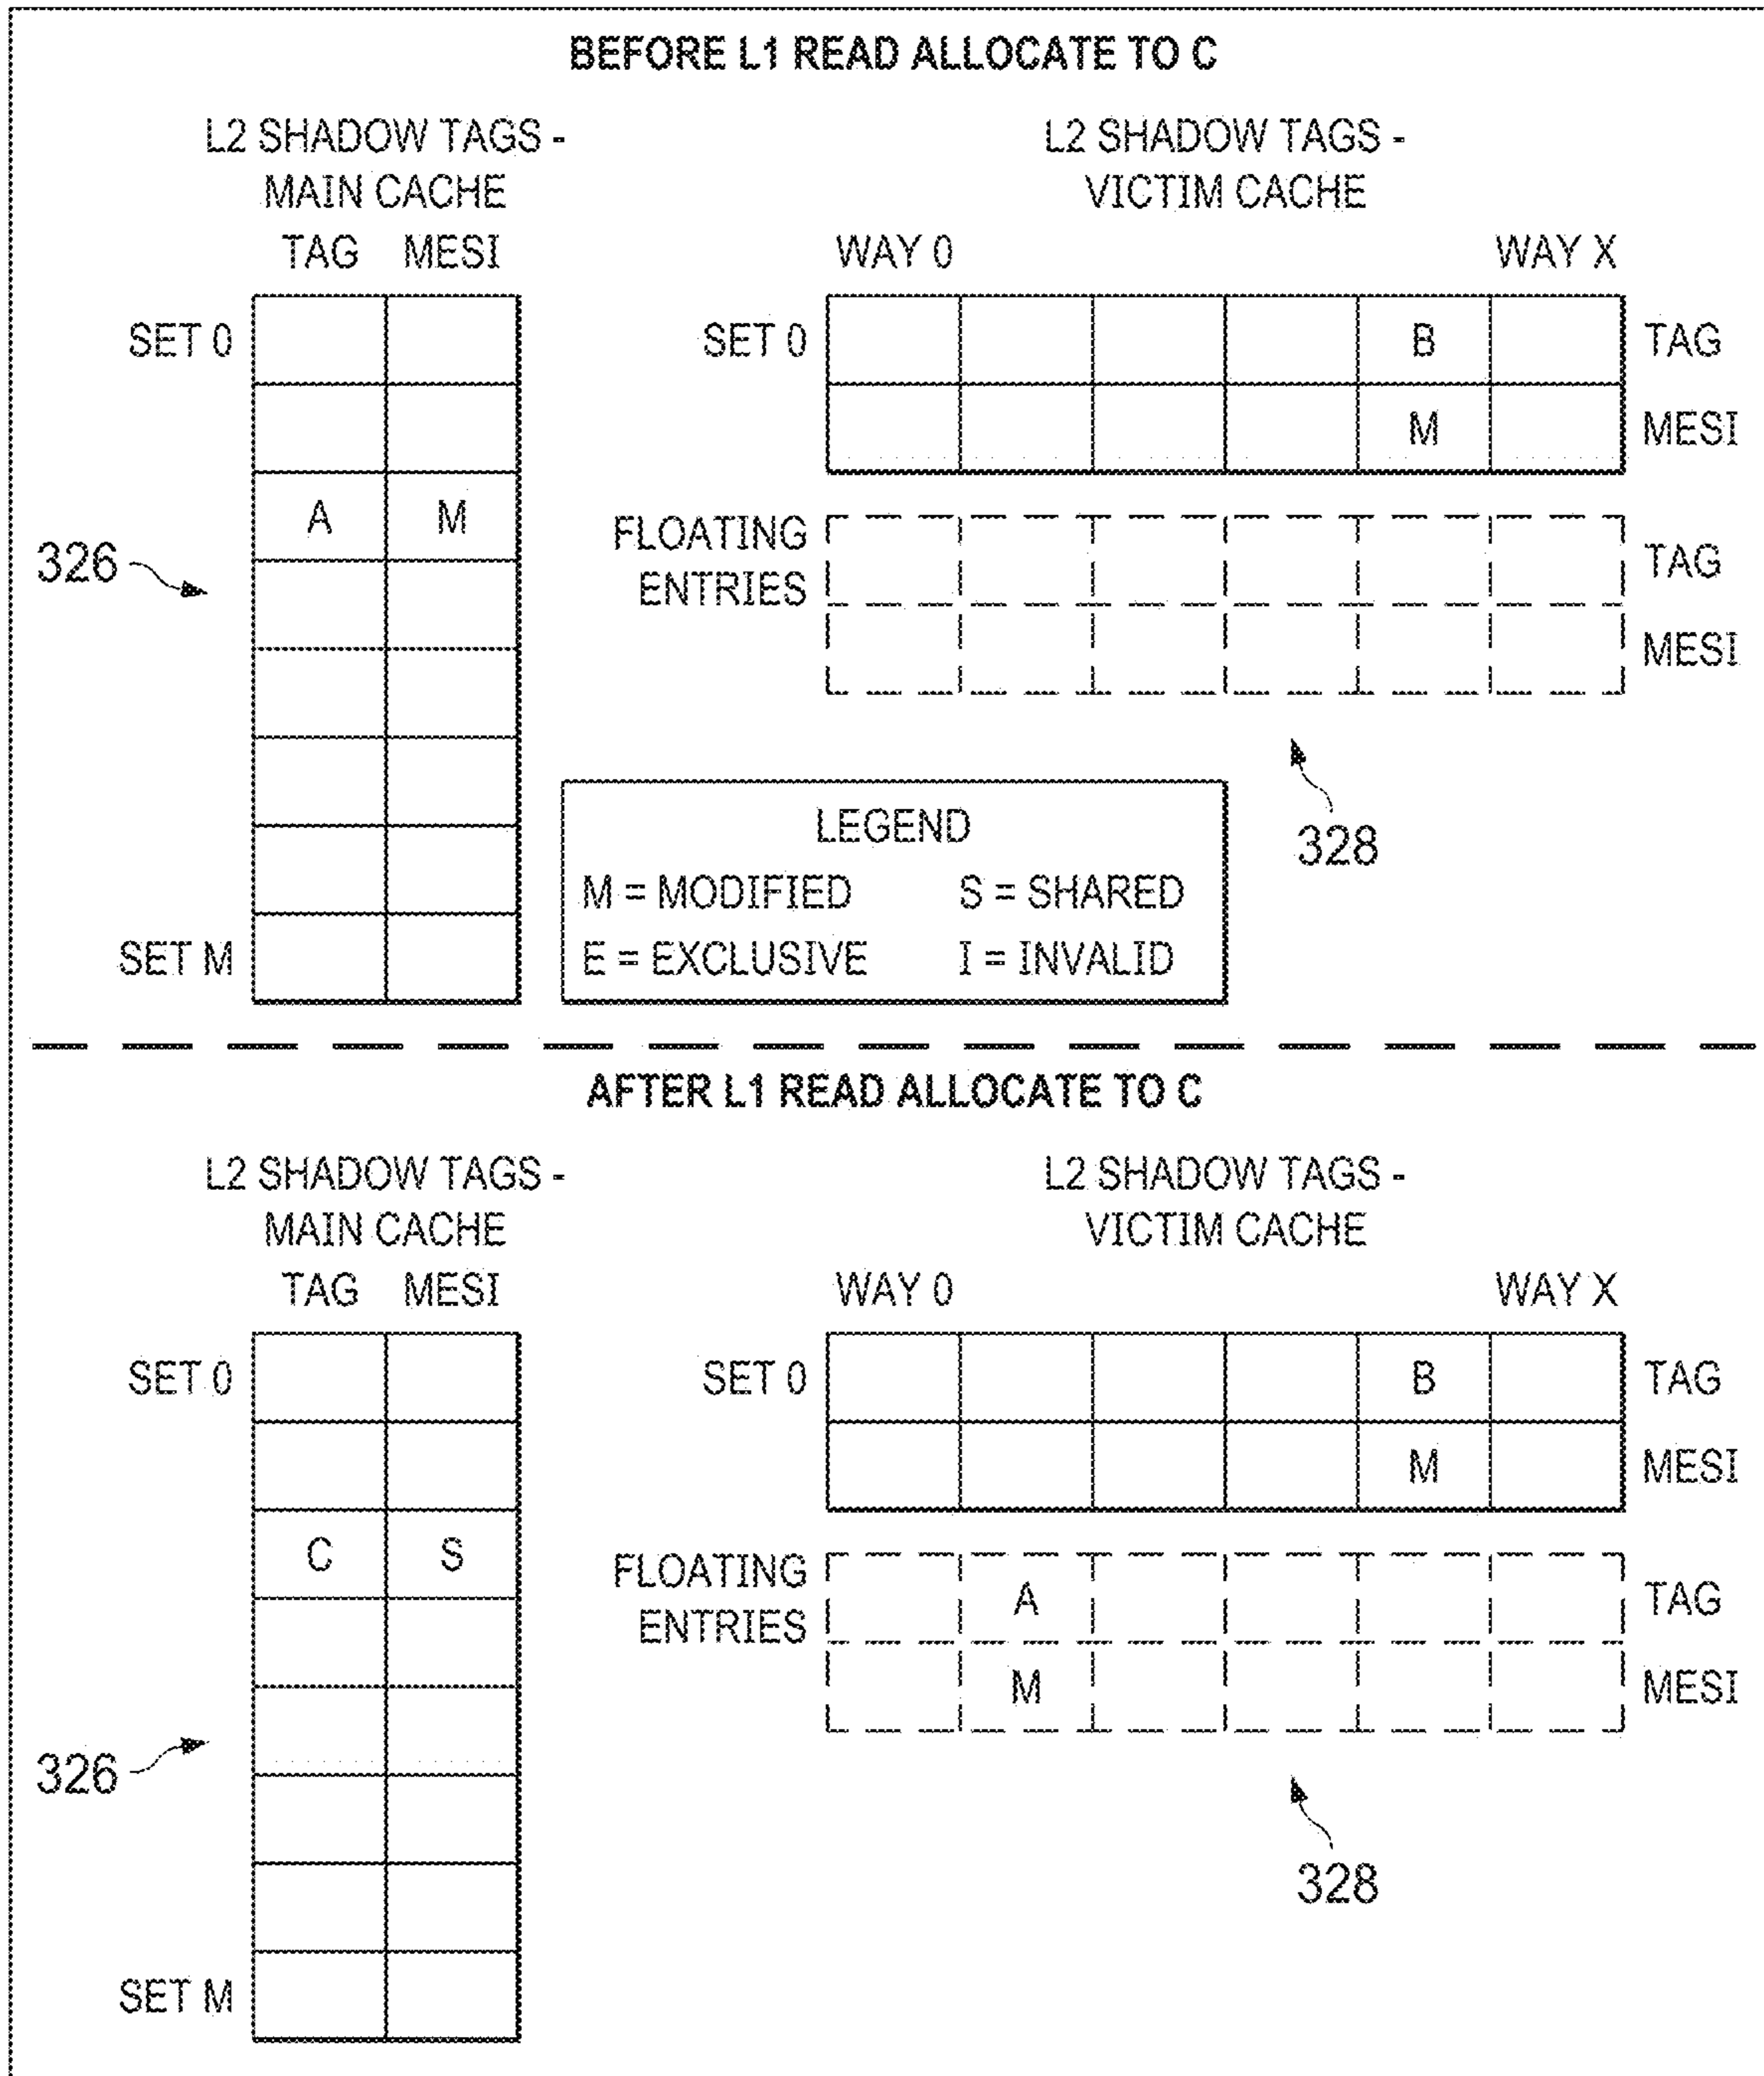 BEFORE L1 READ ALLOCATE TO C
L2 SHADOW TAGS -
MAIN CACHE
TAG MESI
L2 SHADOW TAGS -
VICTIM CACHE
WAY 0 WAY X
SET 0
SET 0 B TAG
M MESI
A M
326
FLOATING
ENTRIES
TAG
MESI
328
LEGEND
M = MODIFIED S = SHARED
E = EXCLUSIVE I = INVALID
SET M
AFTER L1 READ ALLOCATE TO C
L2 SHADOW TAGS -
MAIN CACHE
TAG MESI
L2 SHADOW TAGS -
VICTIM CACHE
WAY 0 WAY X
SET 0
SET 0 B TAG
M MESI
C S
326
FLOATING
ENTRIES
A TAG
M MESI
328
SET M